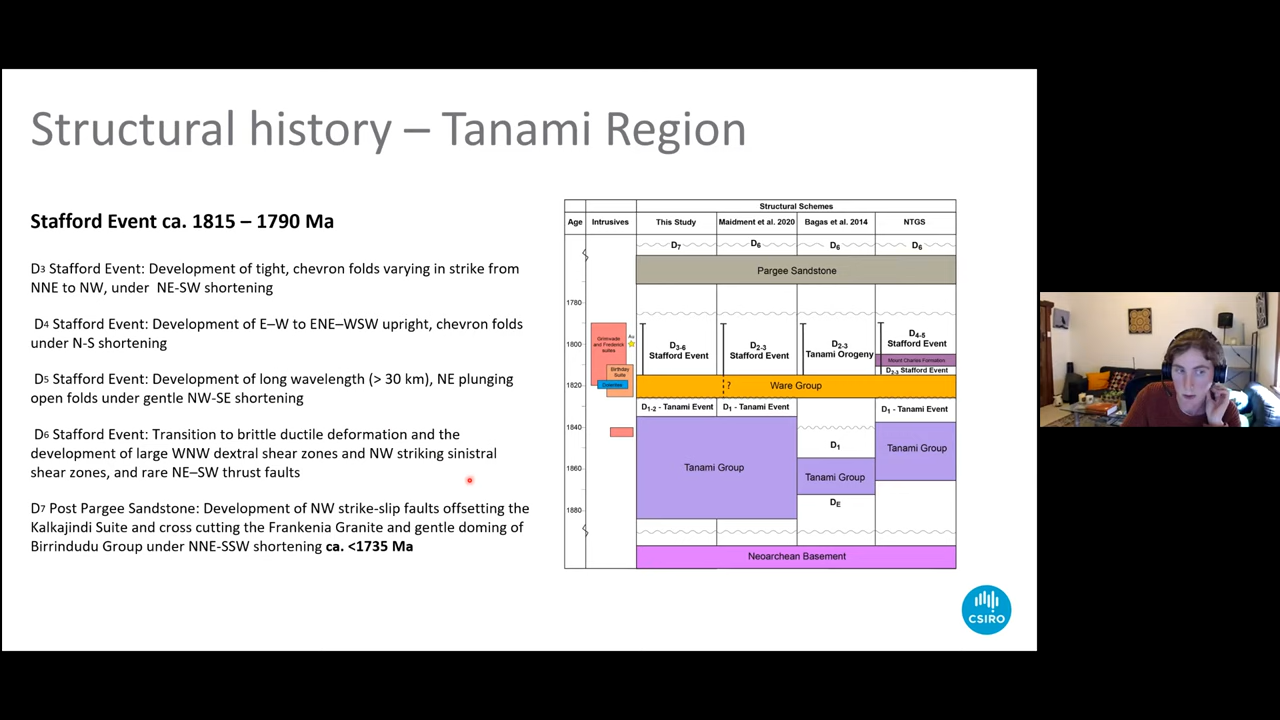 Structural history – Tanami Region
Stafford Event ca. 1815 – 1790 Ma
D3 Stafford Event: Development of tight, chevron folds varying in strike from
NNE to NW, under NE-SW shortening
D4 Stafford Event: Development of E–W to ENE–WSW upright, chevron folds
under N-S shortening
D5 Stafford Event: Development of long wavelength (> 30 km), NE plunging
open folds under gentle NW-SE shortening
D6 Stafford Event: Transition to brittle ductile deformation and the
development of large WNW dextral shear zones and NW striking sinistral
shear zones, and rare NE–SW thrust faults
D7 Post Pargee Sandstone: Development of NW strike-slip faults offsetting the
Kalkajindi Suite and cross cutting the Frankenia Granite and gentle doming of
Birrindudu Group under NNE-SSW shortening ca. <1735 Ma
Structural Schemes
Age Intrusives This Study Maidment et al. 2020 Bagas et al. 2014 NTGS
D7 D6 D6 D6
Pargee Sandstone
1780
1800
1820
1840
1860
1880
Grimwade
and Frederick
suites
Au
Birthday
Suite
Dolerites
D3-6
Stafford Event
D2-3
Stafford Event
D2-3
Tanami Orogeny
D4-5
Stafford Event
Mount Charles Formation
D2-3 Stafford Event
? Ware Group
D1-2 - Tanami Event
D1 - Tanami Event
D1 - Tanami Event
D1
Tanami Group
Tanami Group
Tanami Group
DE
Neoarchean Basement
CSIRO